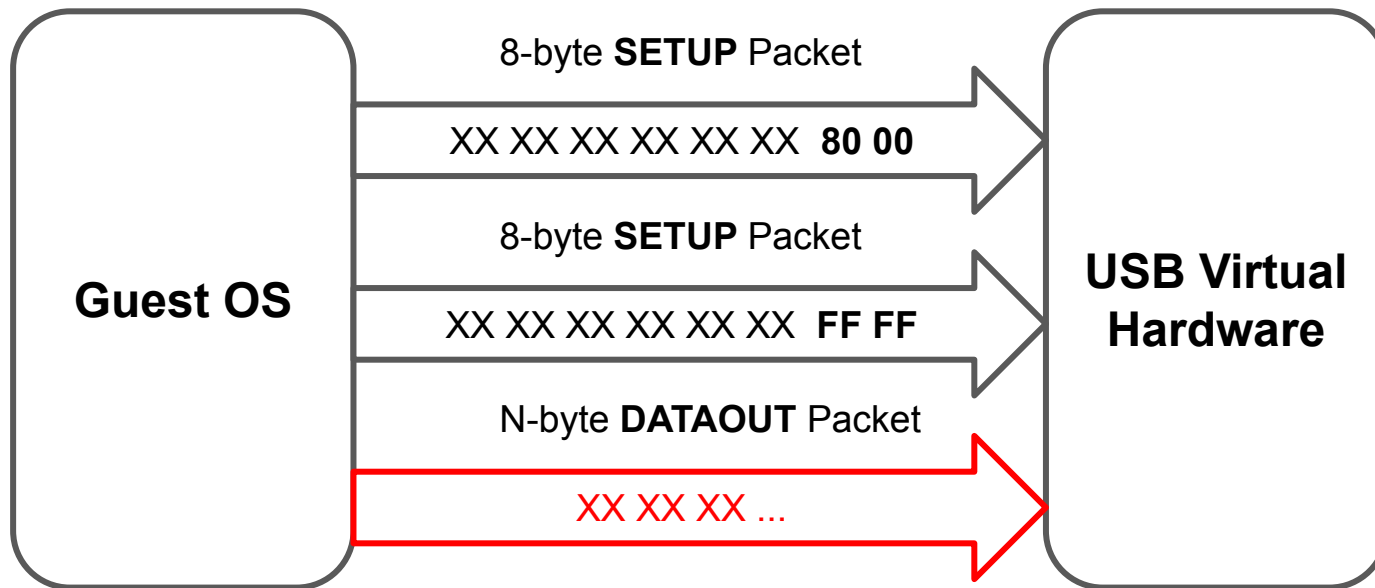 8-byte SETUP Packet
XX XX XX XX XX XX 80 00
8-byte SETUP Packet
Guest OS
USB Virtual
Hardware
XX XX XX XX XX XX FF FF
N-byte DATAOUT Packet
XX XX XX ...